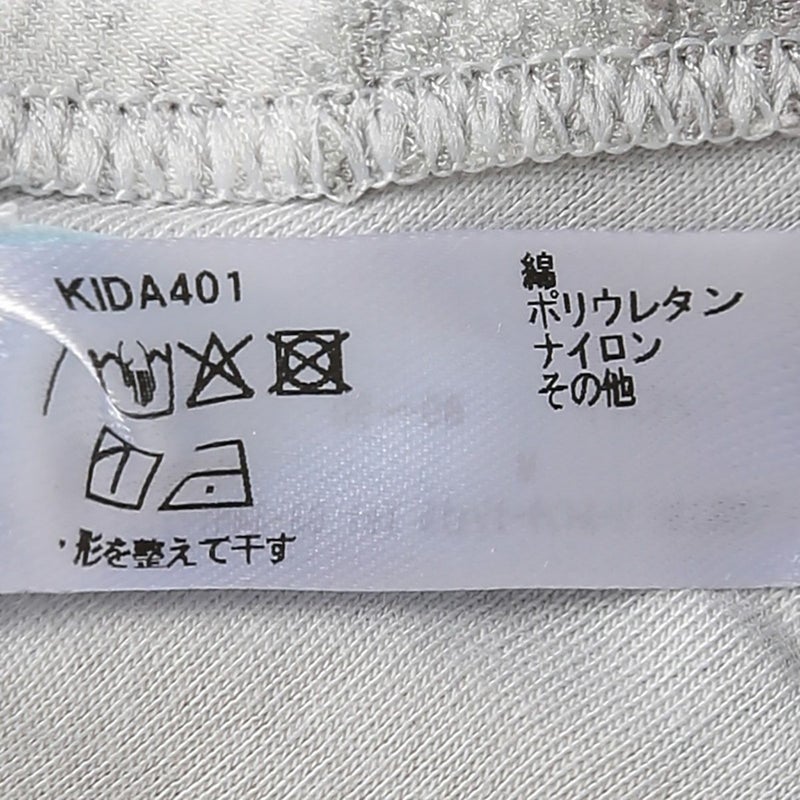 KIDA401
・形を整えて干す
綿
ポリウレタン
ナイロン
その他